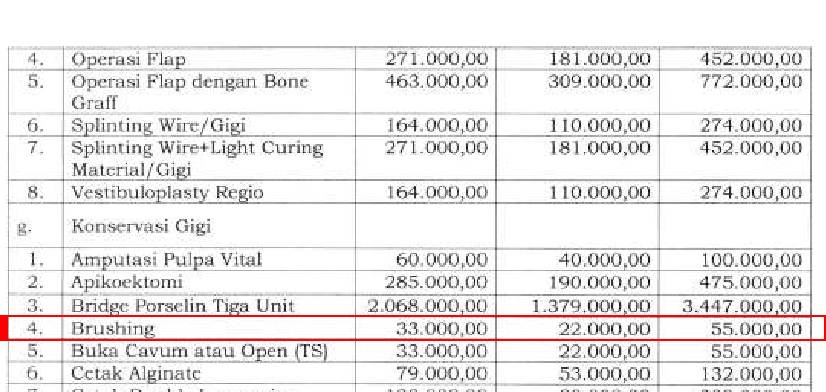 4. Operasi Flap 271.000,00 181.000,00 452.000,00
5. Operasi Flap dengan Bone 463.000,00 309.000,00 772.000,00
Graff
6. Splinting Wire/Gigi 164.000,00 110.000,00 274.000,00
7. Splinting Wire+Light Curing 271.000,00 181.000,00 452.000,00
Material/Gigi
8. Vestibuloplasty Regio 164.000,00 110.000,00 274.000,00
g. Konservasi Gigi
1. Amputasi Pulpa Vital 60.000,00 40.000,00 100.000,00
2. Apikoektomi 285.000,00 190.000,00 475.000,00
3. Bridge Porselin Tiga Unit 2.068.000,00 1.379.000,00 3.447.000,00
4. Brushing 33.000,00 22.000,00 55.000,00
5. Buka Cavum atau Open (TS) 33.000,00 22.000,00 55.000,00
6. Cetak Alginate 79.000,00 53.000,00 132.000,00